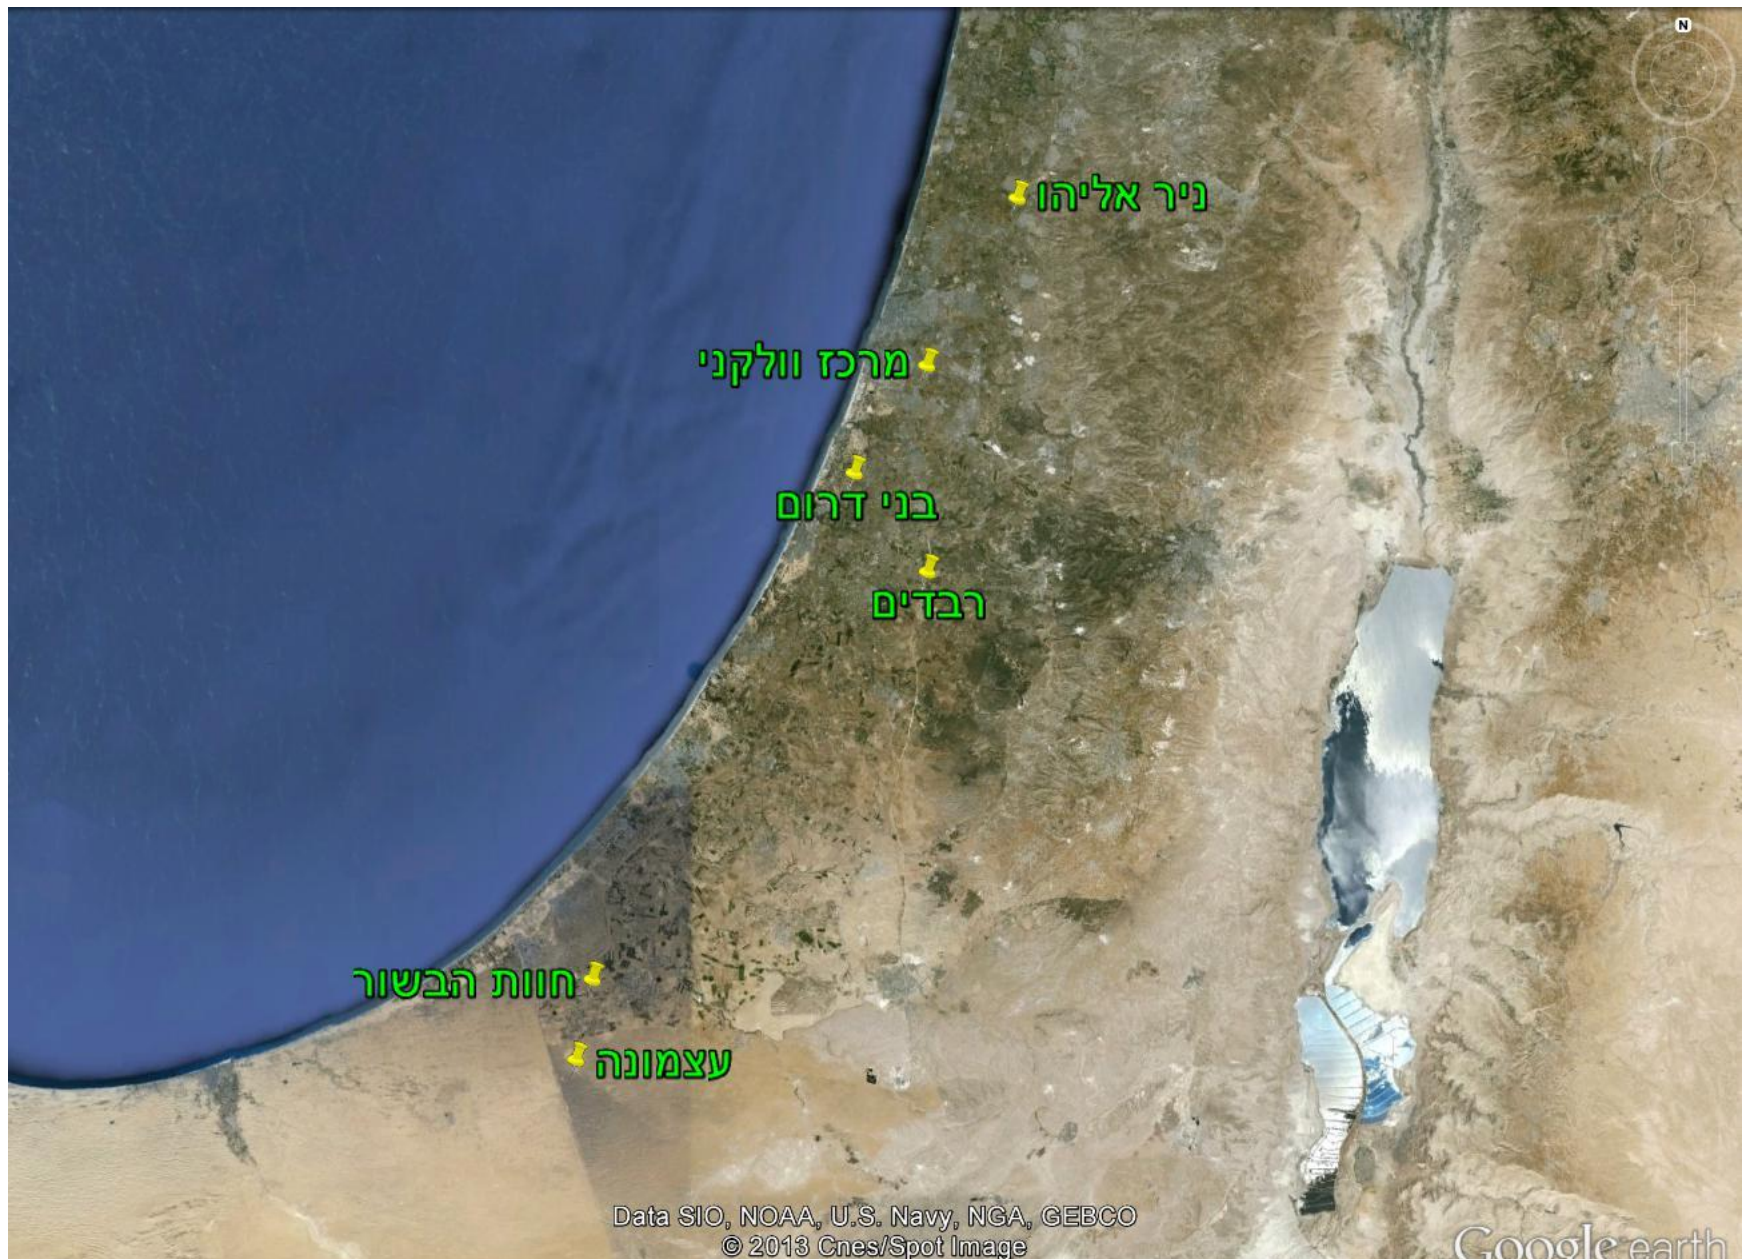 N
ניר אליהו
מרכז וולקני
בני דרום
רבדים
חוות הבשור
עצמונה
Data SIO, NOAA, U.S. Navy, NGA, GEBCO
© 2013 Cnes/Spot Image
Google earth